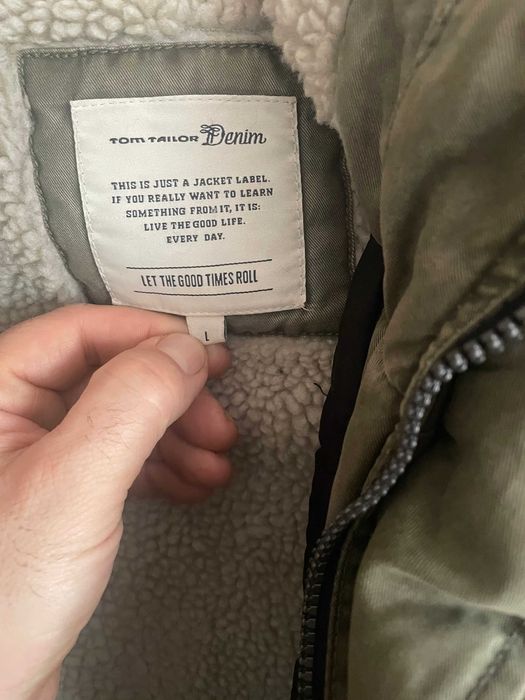 TOM TAILOR Denim
THIS IS JUST A JACKET LABEL.
IF YOU REALLY WANT TO LEARN
SOMETHING FROM IT, IT IS:
LIVE THE GOOD LIFE.
EVERY DAY.
LET THE GOOD TIMES ROLL
L